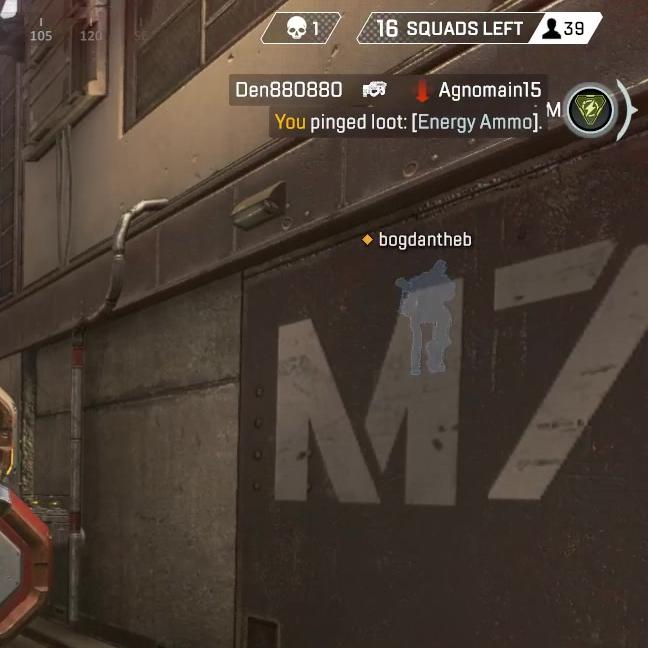 105 120
1
16 SQUADS LEFT 39
Den880880 Agnomain15
You pinged loot: [Energy Ammo].
M
bogdantheb
M7